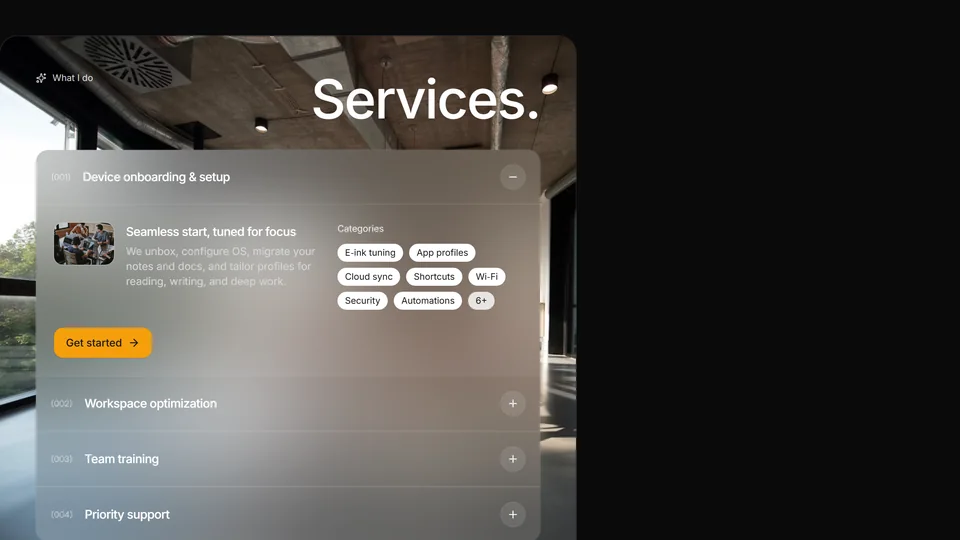 What I do
Services.
(001) Device onboarding & setup
Seamless start, tuned for focus
We unbox, configure OS, migrate your
notes and docs, and tailor profiles for
reading, writing, and deep work.
Categories
E-ink tuning App profiles
Cloud sync Shortcuts Wi-Fi
Security Automations 6+
Get started
(002) Workspace optimization
(003) Team training
(004) Priority support